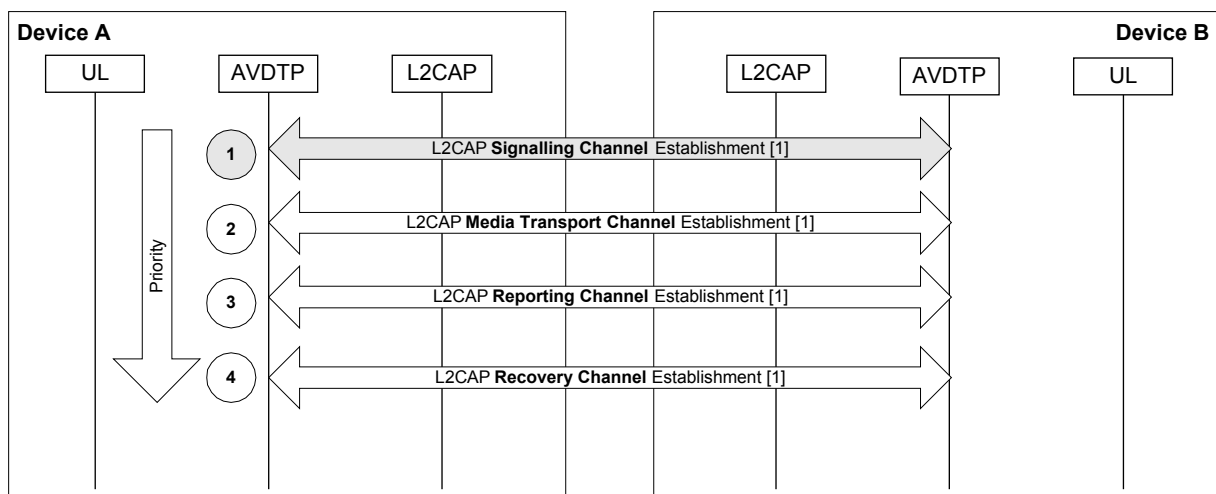 Device A
Device B
UL
AVDTP
L2CAP
L2CAP
AVDTP
UL
Priority
1
L2CAP Signalling Channel Establishment [1]
2
L2CAP Media Transport Channel Establishment [1]
3
L2CAP Reporting Channel Establishment [1]
4
L2CAP Recovery Channel Establishment [1]